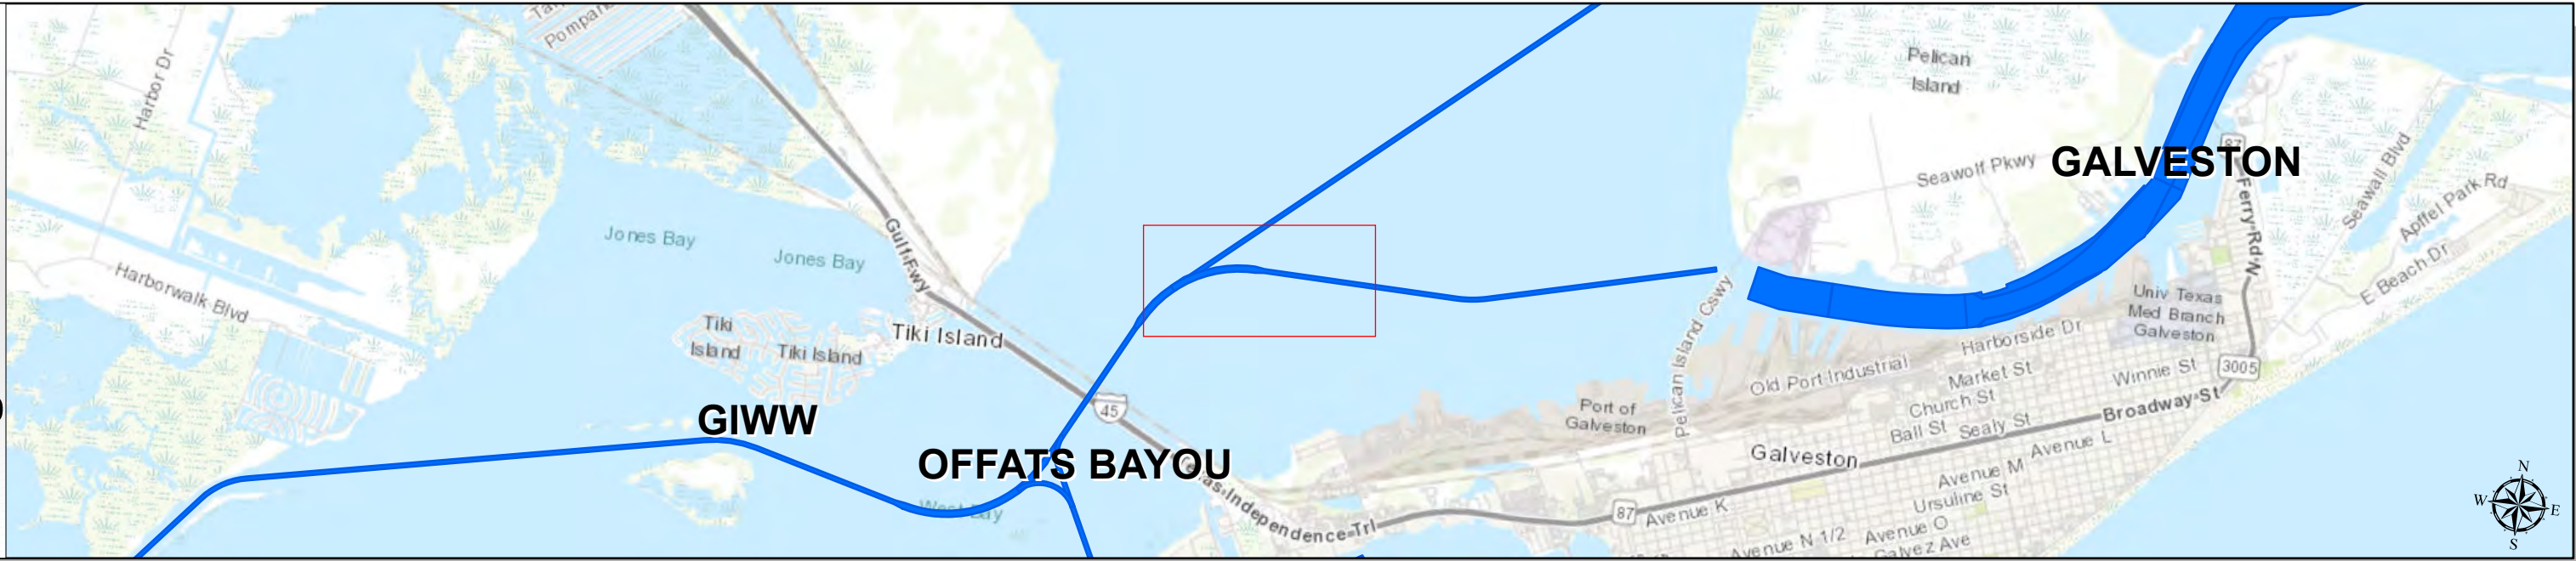 Pompano
Harbor Dr
Pelican
Island
GALVESTON
87
Seawolf Pkwy
Seawall Blvd
Apffel Park Rd
Ferry Rd N
Jones Bay
Jones Bay
Gulf Fwy
E Beach Dr
Harborwalk Blvd
Univ Texas
Med Branch
Galveston
Tiki
Island
Tiki Island
Tiki Island
Pelican Island Cswy
Harborside Dr
Old Port Industrial
Market St
Winnie St
3005
Church St
Broadway St
Ball St
Sealy St
45
Port of
Galveston
GIWW
OFFATS BAYOU
Galveston
Avenue L
Avenue M
Ursuline St
West Bay
Independence Trl
87
Avenue K
Avenue O
Avenue N 1/2
Galvez Ave
N
W
E
S